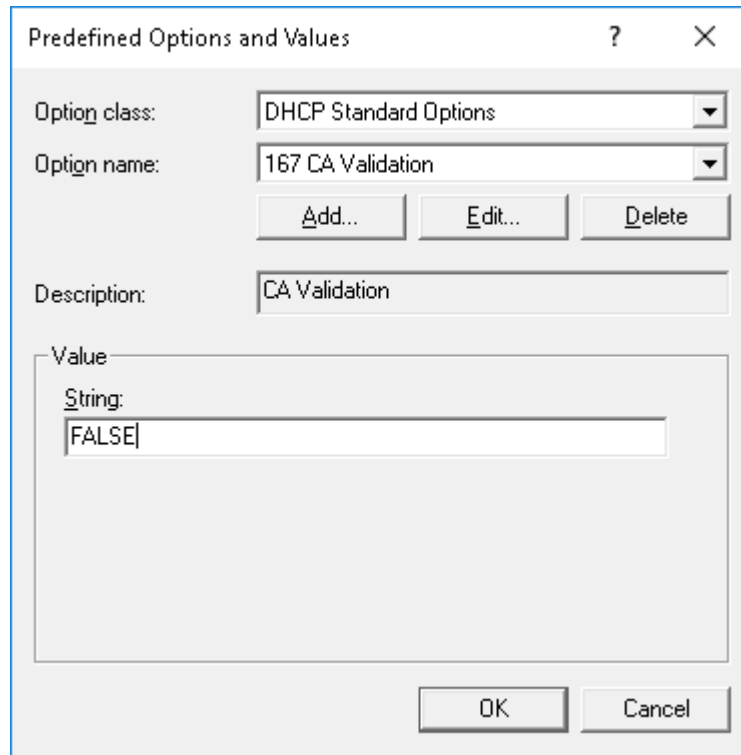 Predefined Options and Values ?
Option class: DHCP Standard Options
Option name: 167 CA Validation
Add... Edit... Delete
Description: CA Validation
Value
String:
FALSE
OK Cancel